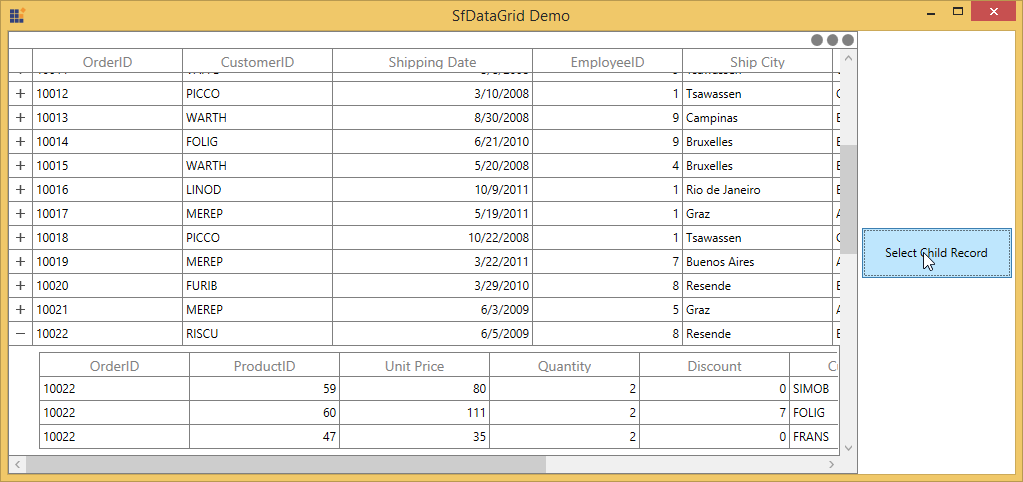 SfDataGrid Demo
OrderID CustomerID Shipping Date EmployeeID Ship City
+ 10012 PICCO 3/10/2008 1 Tsawassen
+ 10013 WARTH 8/30/2008 9 Campinas
+ 10014 FOLIG 6/21/2010 9 Bruxelles
+ 10015 WARTH 5/20/2008 4 Bruxelles
+ 10016 LINOD 10/9/2011 1 Rio de Janeiro
+ 10017 MEREP 5/19/2011 1 Graz
+ 10018 PICCO 10/22/2008 1 Tsawassen
+ 10019 MEREP 3/22/2011 7 Buenos Aires
+ 10020 FURIB 3/29/2010 8 Resende
+ 10021 MEREP 6/3/2009 5 Graz
− 10022 RISCU 6/5/2009 8 Resende
OrderID ProductID Unit Price Quantity Discount
10022 59 80 2 0 SIMOB
10022 60 111 2 7 FOLIG
10022 47 35 2 0 FRANS
Select Child Record